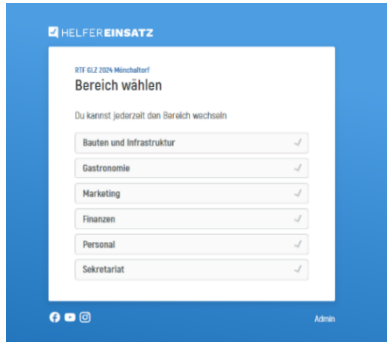 HELFEREINSATZ
RTF GLZ 2024 Mönchaltorf
Bereich wählen
Du kannst jederzeit den Bereich wechseln
Bauten und Infrastruktur
Gastronomie
Marketing
Finanzen
Personal
Sekretariat
Admin